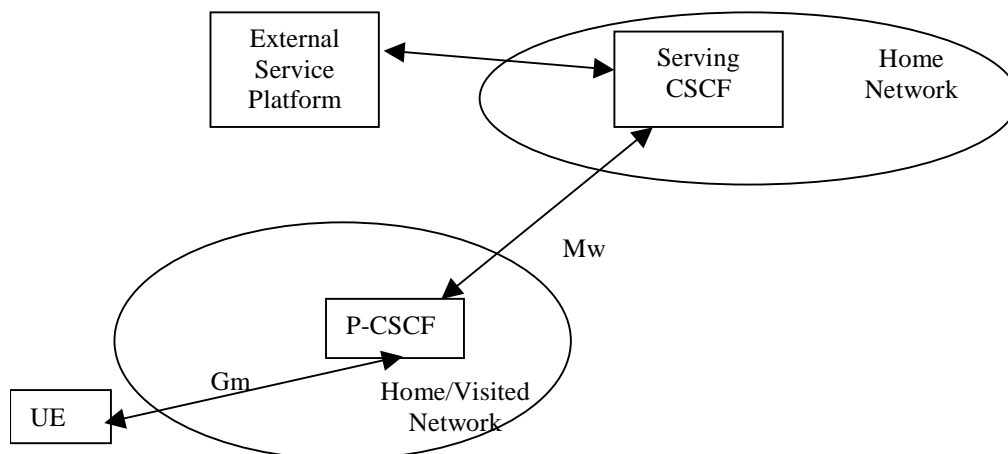 External
Service
Platform
Serving
CSCF
Home
Network
Mw
P-CSCF
Gm
Home/Visited
Network
UE